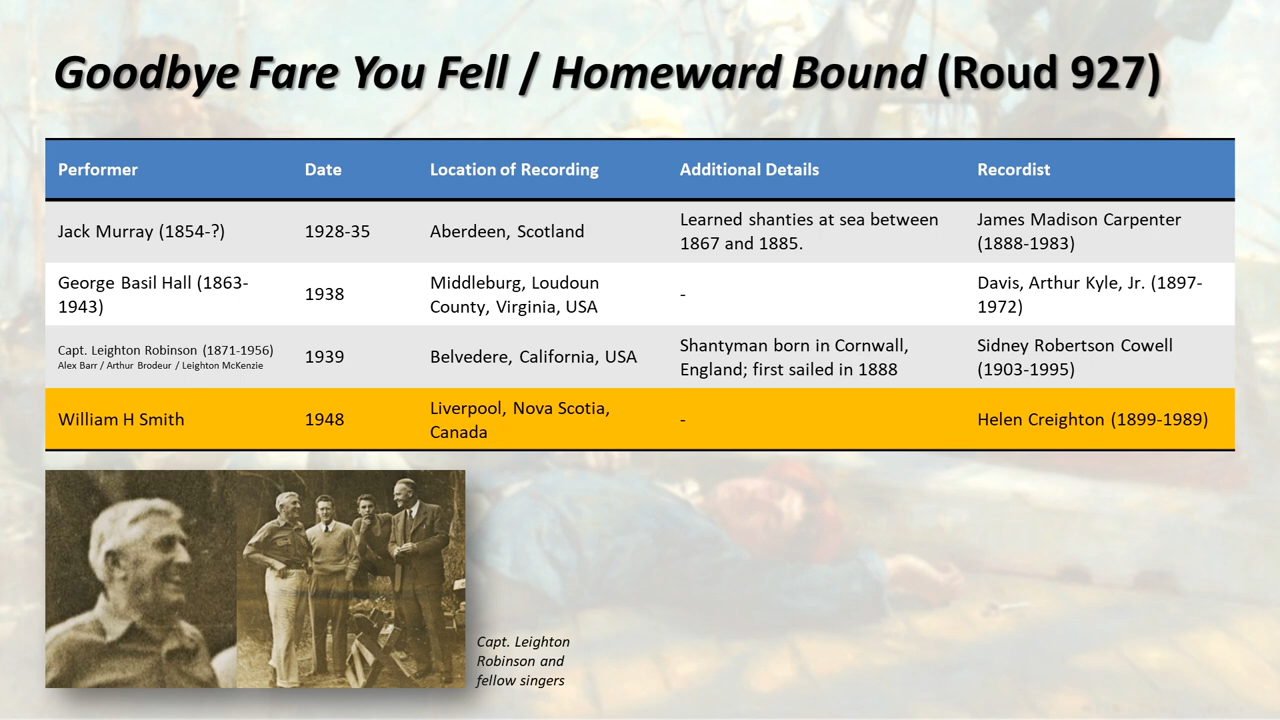 Goodbye Fare You Fell / Homeward Bound (Roud 927)
Performer Date Location of Recording Additional Details Recordist
Jack Murray (1854-?) 1928-35 Aberdeen, Scotland Learned shanties at sea between
1867 and 1885. James Madison Carpenter
(1888-1983)
George Basil Hall (1863-
1943) 1938 Middleburg, Loudoun
County, Virginia, USA - Davis, Arthur Kyle, Jr. (1897-
1972)
Capt. Leighton Robinson (1871-1956)
Alex Barr / Arthur Brodeur / Leighton McKenzie 1939 Belvedere, California, USA Shantyman born in Cornwall,
England; first sailed in 1888 Sidney Robertson Cowell
(1903-1995)
William H Smith 1948 Liverpool, Nova Scotia,
Canada - Helen Creighton (1899-1989)
Capt. Leighton
Robinson and
fellow singers